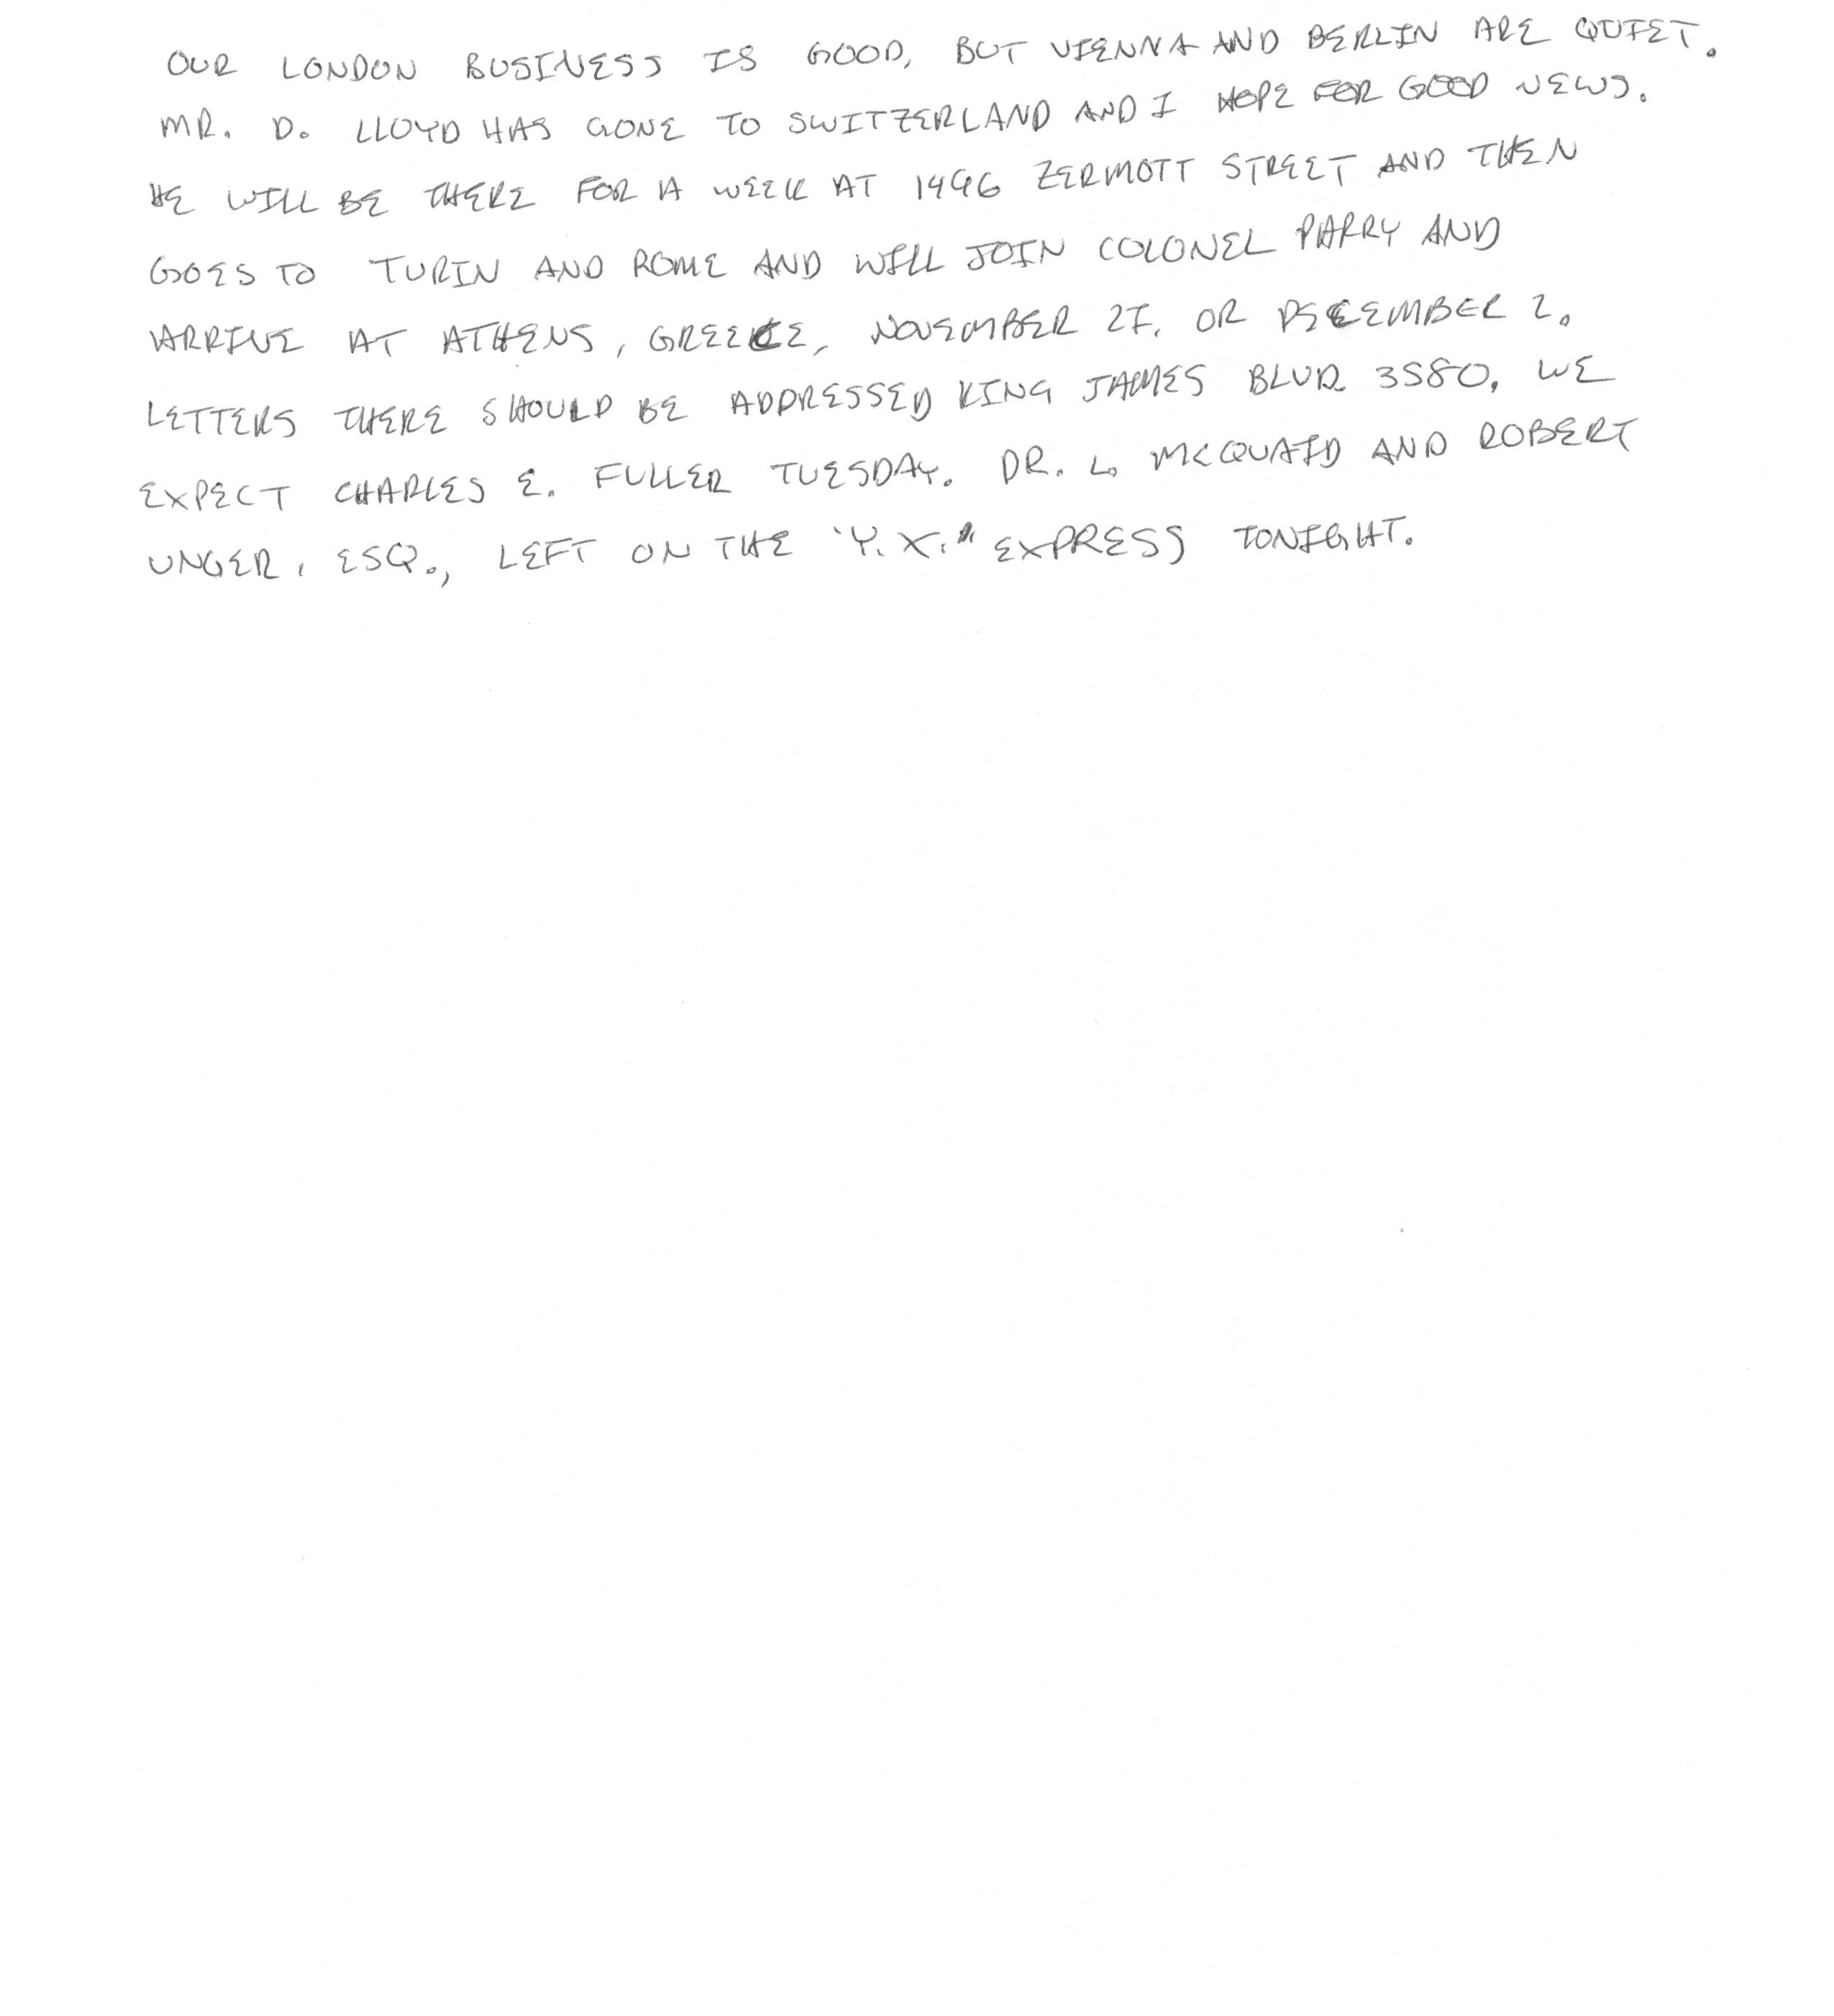 OUR LONDON BUSINESS IS GOOD, BUT VIENNA AND BERLIN ARE QUIET.
MR. D. LLOYD HAS GONE TO SWITZERLAND AND I HOPE FOR GOOD NEWS.
HE WILL BE THERE FOR A WEEK AT 1496 ZERMOTT STREET AND THEN
GOES TO TURIN AND ROME AND WILL JOIN COLONEL PARRY AND
ARRIVE AT ATHENS, GREECE, NOVEMBER 27. OR DECEMBER 2.
LETTERS THERE SHOULD BE ADDRESSED KING JAMES BLVD. 3580. WE
EXPECT CHARLES E. FULLER TUESDAY. DR. L. MCQUAID AND ROBERT
UNGER, ESQ., LEFT ON THE "Y.X." EXPRESS TONIGHT.